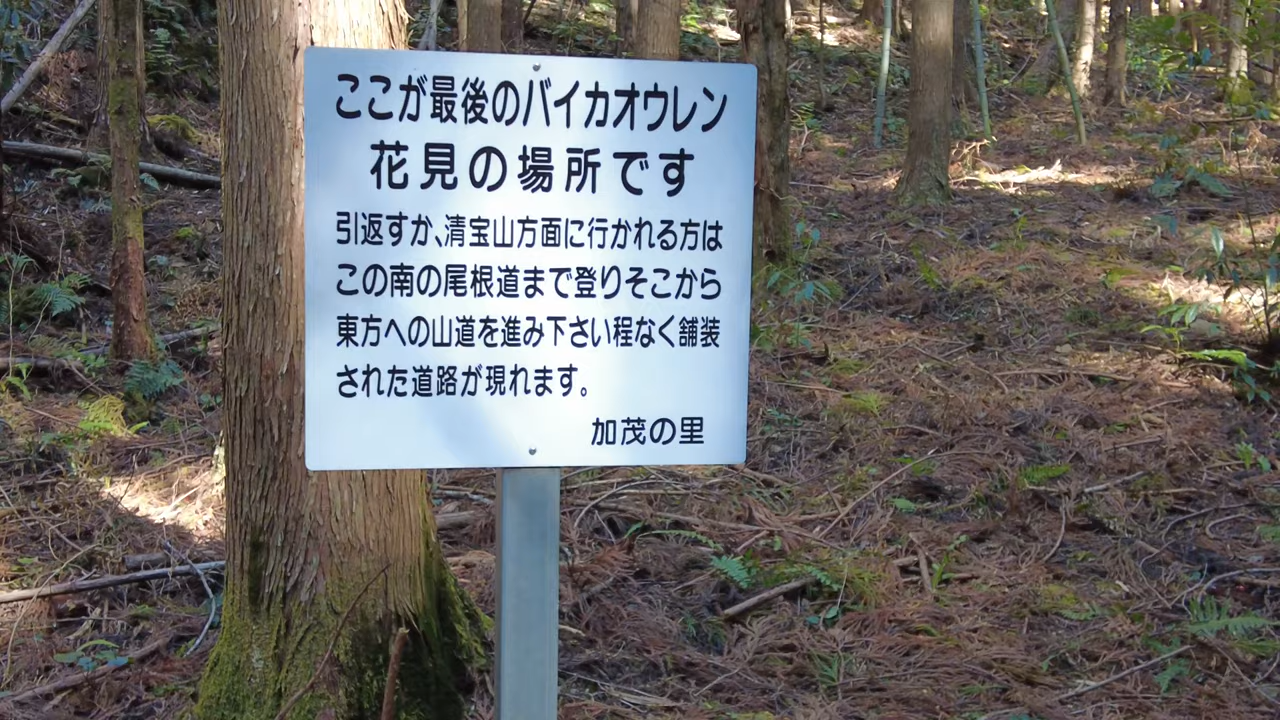 ここが最後のバイカオウレン
花見の場所です
引返すか、清宝山方面に行かれる方は
この南の尾根道まで登りそこから
東方への山道を進み下さい程なく舗装
された道路が現れます。
加茂の里